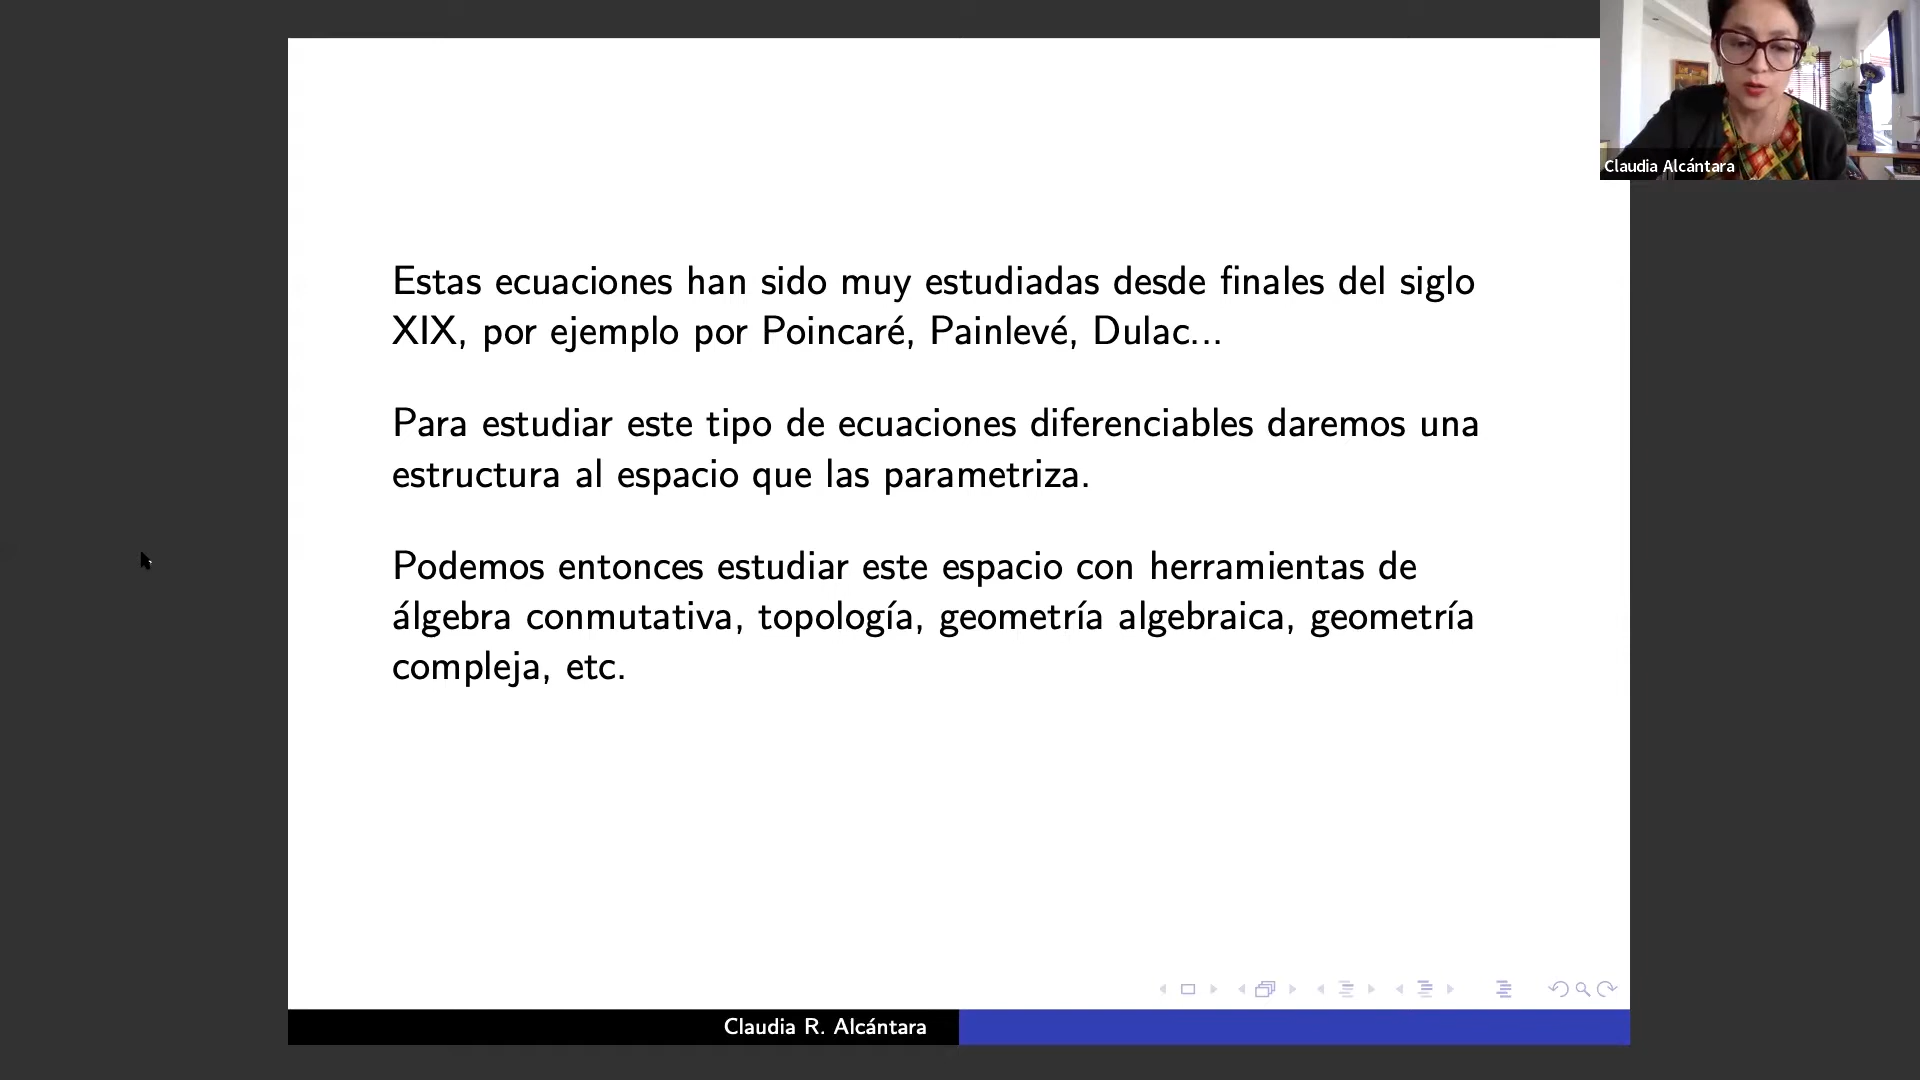 Claudia Alcántara
Estas ecuaciones han sido muy estudiadas desde finales del siglo
XIX, por ejemplo por Poincaré, Painlevé, Dulac...
Para estudiar este tipo de ecuaciones diferenciables daremos una
estructura al espacio que las parametriza.
Podemos entonces estudiar este espacio con herramientas de
álgebra conmutativa, topología, geometría algebraica, geometría
compleja, etc.
Claudia R. Alcántara